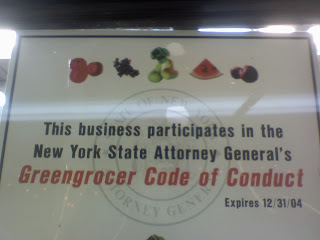 This business participates in the
New York State Attorney General's
Greengrocer Code of Conduct
Expires 12/31/04